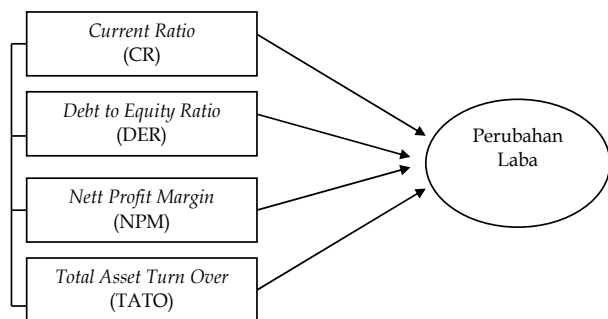 Current Ratio
(CR)
Debt to Equity Ratio
(DER)
Nett Profit Margin
(NPM)
Total Asset Turn Over
(TATO)
Perubahan
Laba